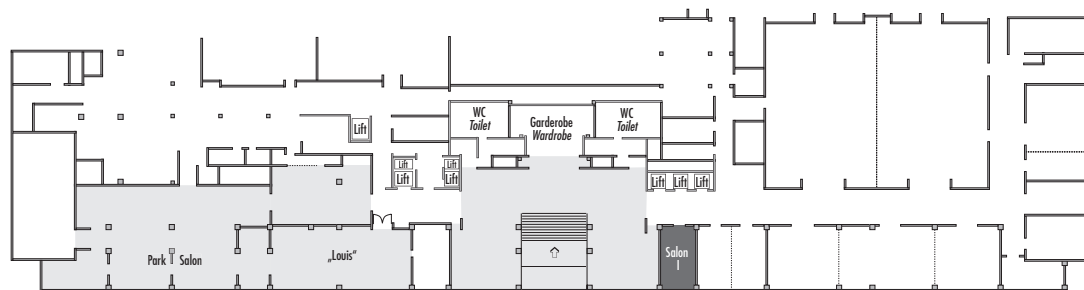 WC
Toilet
Garderobe
Wardrobe
WC
Toilet
Lift
Lift
Lift
Lift
Lift
Lift
Lift
Lift
Park Salon
„Louis“
Salon
I